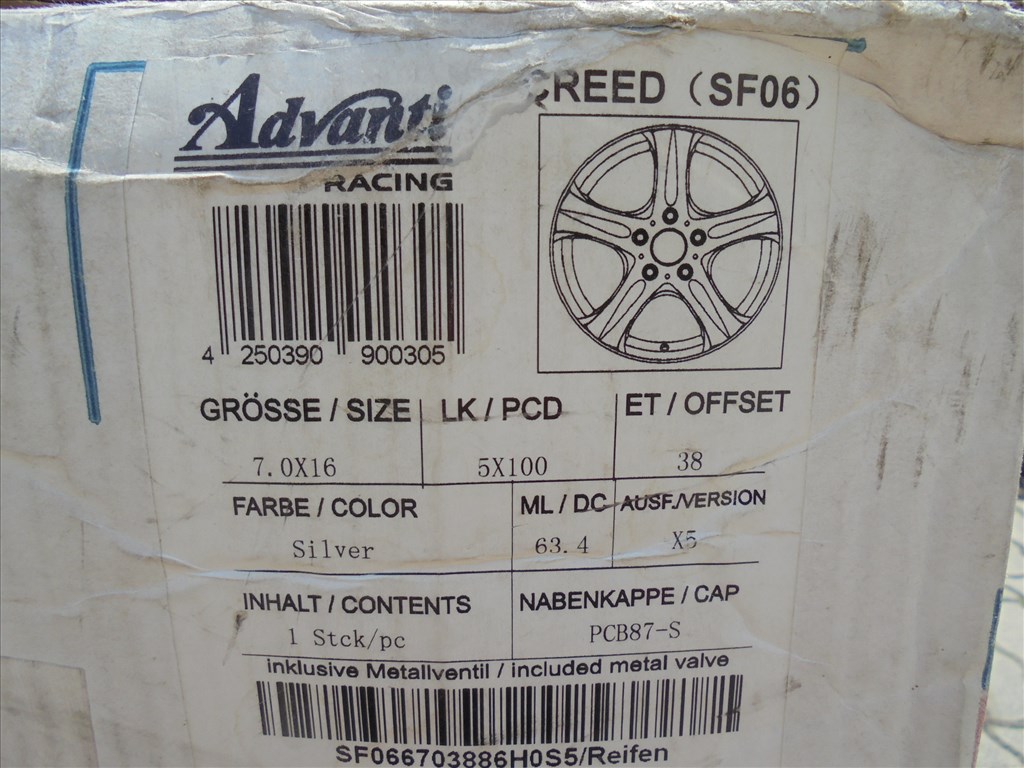 Advanti
RACING
CREED (SF06)
4 250390 900305
GRÖSSE / SIZE LK / PCD ET / OFFSET
7.0X16 5X100 38
FARBE / COLOR ML / DC AUSF./VERSION
Silver 63.4 X5
INHALT / CONTENTS NABENKAPPE / CAP
1 Stck/pc PCB87-S
inklusive Metallventil / included metal valve
SF066703886H0S5/Reifen